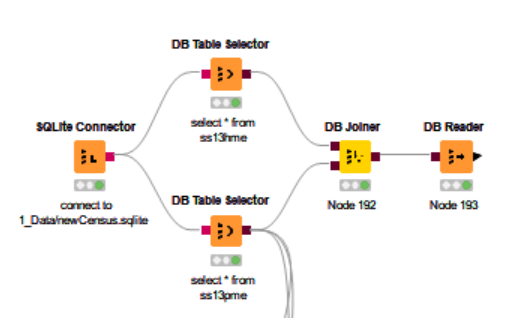 DB Table Selector
select * from
ss13hme
SQLite Connector
connect to
1_Data/newCensus.sqlite
DB Joiner
Node 192
DB Reader
Node 193
DB Table Selector
select * from
ss13pme